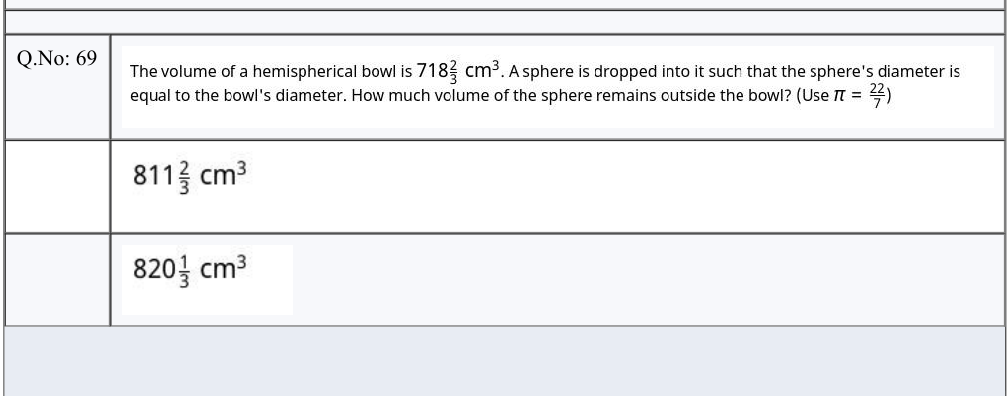 Q.No: 69
The volume of a hemispherical bowl is 718⅔ cm³. A sphere is dropped into it such that the sphere's diameter is
equal to the bowl's diameter. How much volume of the sphere remains outside the bowl? (Use π = 22/7)
811⅔ cm³
820⅓ cm³